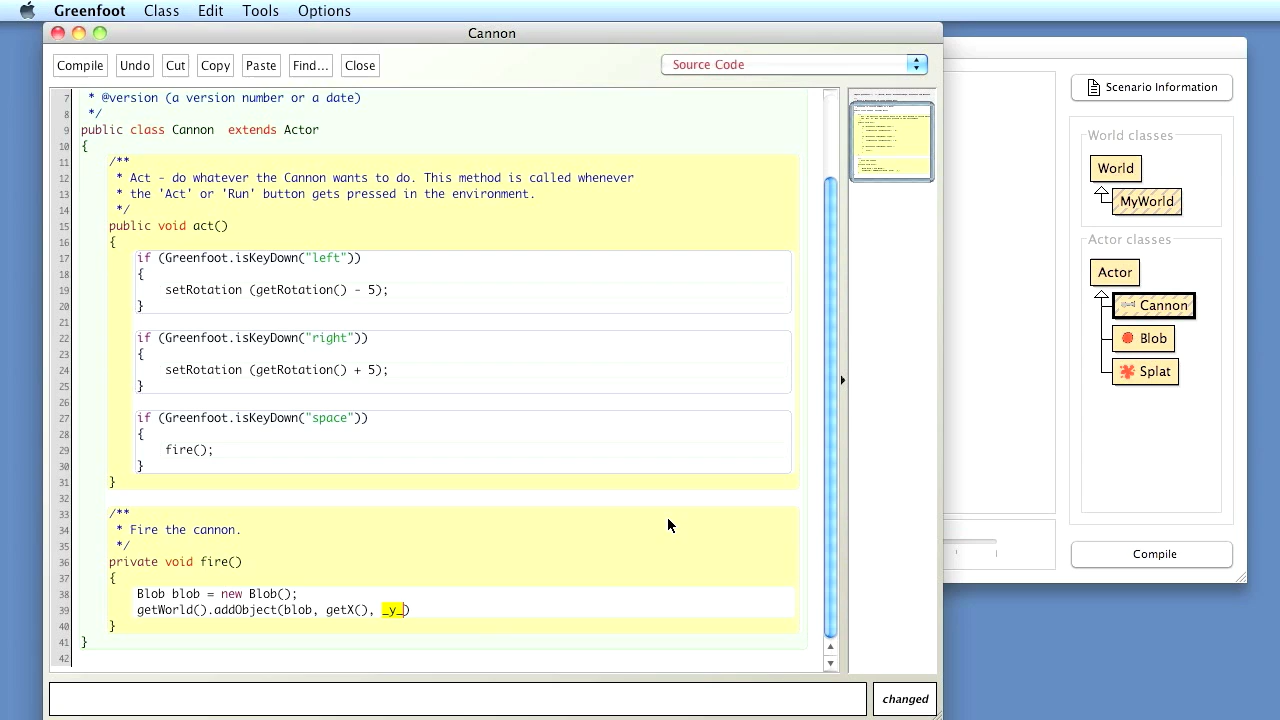 Greenfoot Class Edit Tools Options
Cannon
Compile Undo Cut Copy Paste Find... Close Source Code
7 * @version (a version number or a date)
8 */
9 public class Cannon  extends Actor
10 {
11 /**
12 * Act - do whatever the Cannon wants to do. This method is called whenever
13 * the 'Act' or 'Run' button gets pressed in the environment.
14 */
15 public void act()
16 {
17 if (Greenfoot.isKeyDown("left"))
18 {
19 setRotation (getRotation() - 5);
20 }
21
22 if (Greenfoot.isKeyDown("right"))
23 {
24 setRotation (getRotation() + 5);
25 }
26
27 if (Greenfoot.isKeyDown("space"))
28 {
29 fire();
30 }
31 }
32
33 /**
34 * Fire the cannon.
35 */
36 private void fire()
37 {
38 Blob blob = new Blob();
39 getWorld().addObject(blob, getX(), _y_)
40 }
41 }
42
changed
Scenario Information
World classes
World
MyWorld
Actor classes
Actor
Cannon
Blob
Splat
Compile